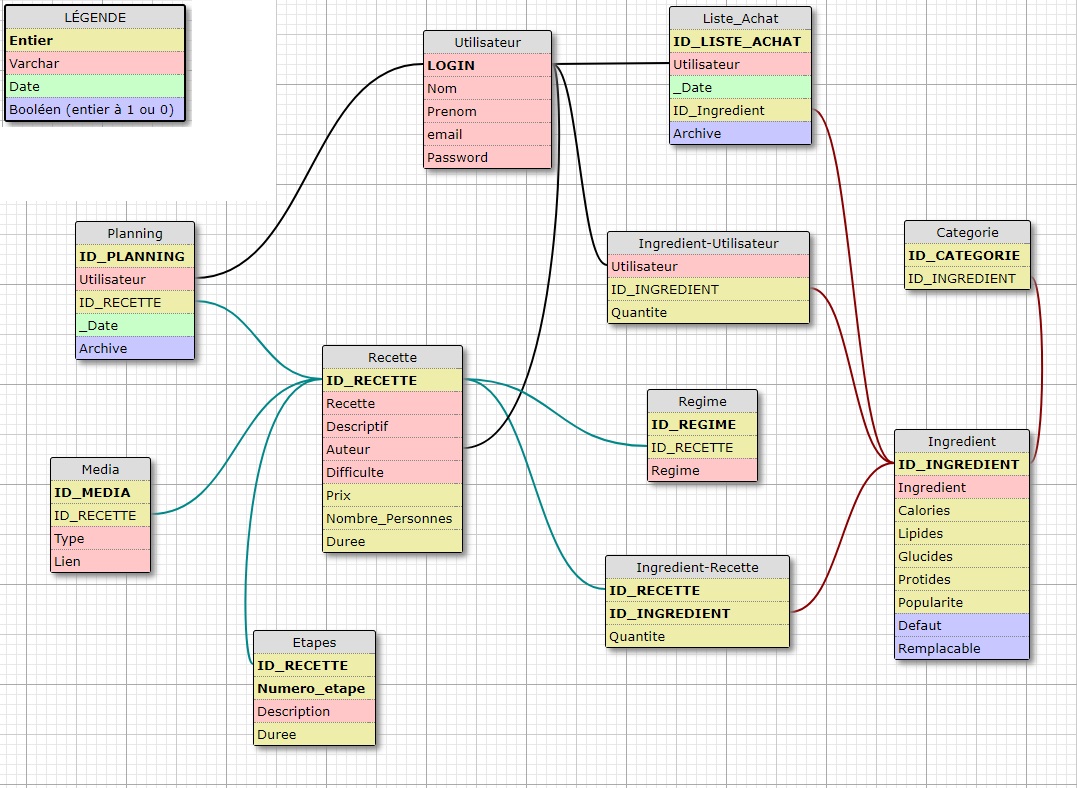 LÉGENDE
Entier
Varchar
Date
Booléen (entier à 1 ou 0)
Utilisateur
LOGIN
Nom
Prenom
email
Password
Liste_Achat
ID_LISTE_ACHAT
Utilisateur
_Date
ID_Ingredient
Archive
Planning
ID_PLANNING
Utilisateur
ID_RECETTE
_Date
Archive
Ingredient-Utilisateur
Utilisateur
ID_INGREDIENT
Quantite
Categorie
ID_CATEGORIE
ID_INGREDIENT
Recette
ID_RECETTE
Recette
Descriptif
Auteur
Difficulte
Prix
Nombre_Personnes
Duree
Regime
ID_REGIME
ID_RECETTE
Regime
Media
ID_MEDIA
ID_RECETTE
Type
Lien
Ingredient
ID_INGREDIENT
Ingredient
Calories
Lipides
Glucides
Protides
Popularite
Defaut
Remplacable
Ingredient-Recette
ID_RECETTE
ID_INGREDIENT
Quantite
Etapes
ID_RECETTE
Numero_etape
Description
Duree